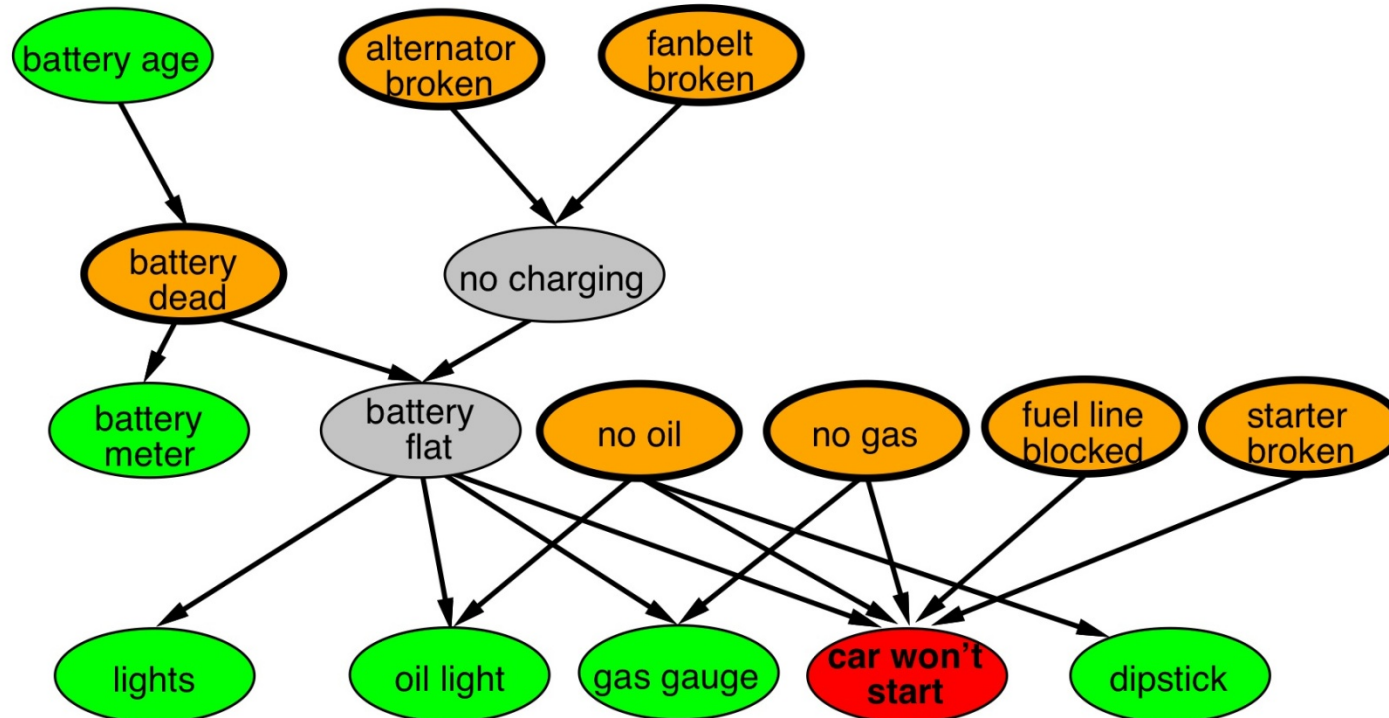 battery age
alternator
broken
fanbelt
broken
battery
dead
no charging
battery
meter
battery
flat
no oil
no gas
fuel line
blocked
starter
broken
lights
oil light
gas gauge
car won't
start
dipstick